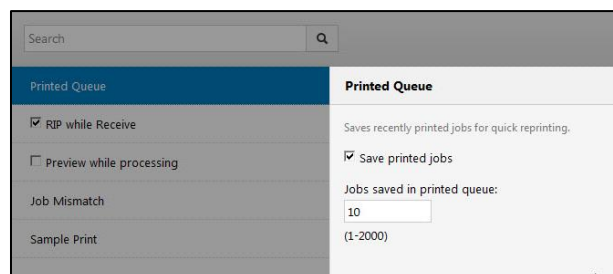 Search
Printed Queue
RIP while Receive
Preview while processing
Job Mismatch
Sample Print
Printed Queue
Saves recently printed jobs for quick reprinting.
Save printed jobs
Jobs saved in printed queue:
10
(1-2000)